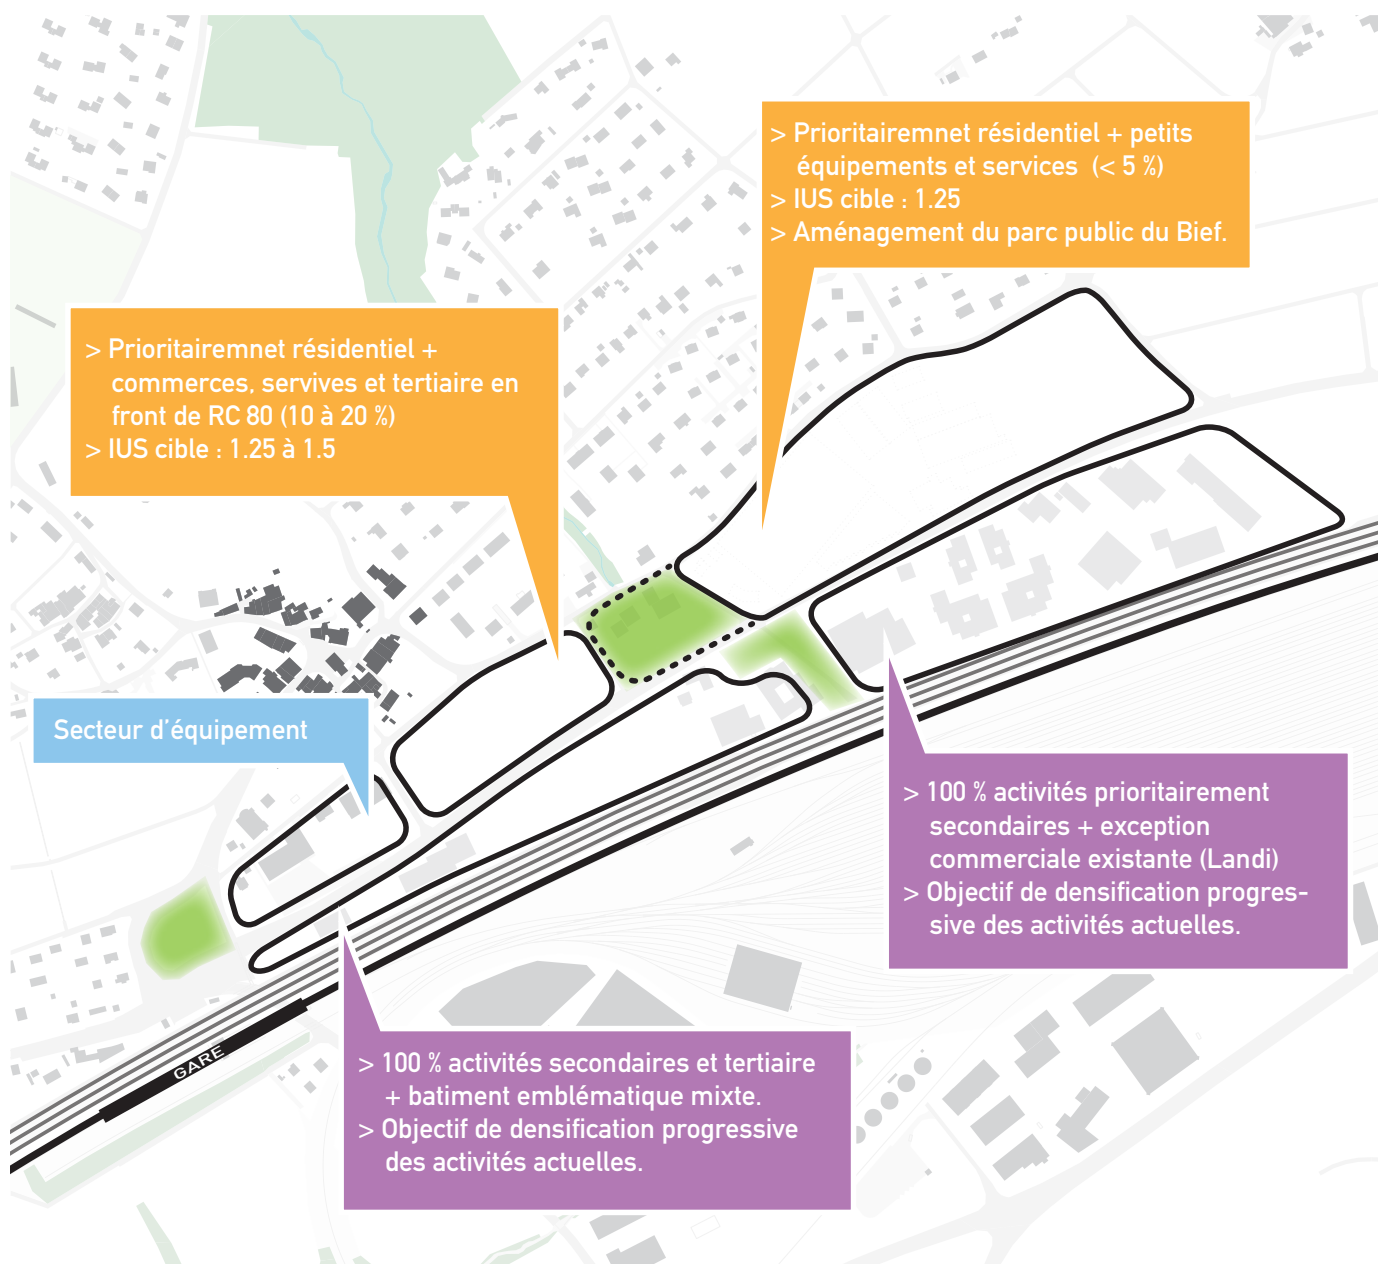 > Prioritairemnet résidentiel + petits
équipements et services (< 5 %)
> IUS cible : 1.25
> Aménagement du parc public du Bief.
> Prioritairemnet résidentiel +
commerces, servives et tertiaire en
front de RC 80 (10 à 20 %)
> IUS cible : 1.25 à 1.5
Secteur d'équipement
> 100 % activités prioritairement
secondaires + exception
commerciale existante (Landi)
> Objectif de densification progres-
sive des activités actuelles.
GARE
> 100 % activités secondaires et tertiaire
+ batiment emblématique mixte.
> Objectif de densification progressive
des activités actuelles.